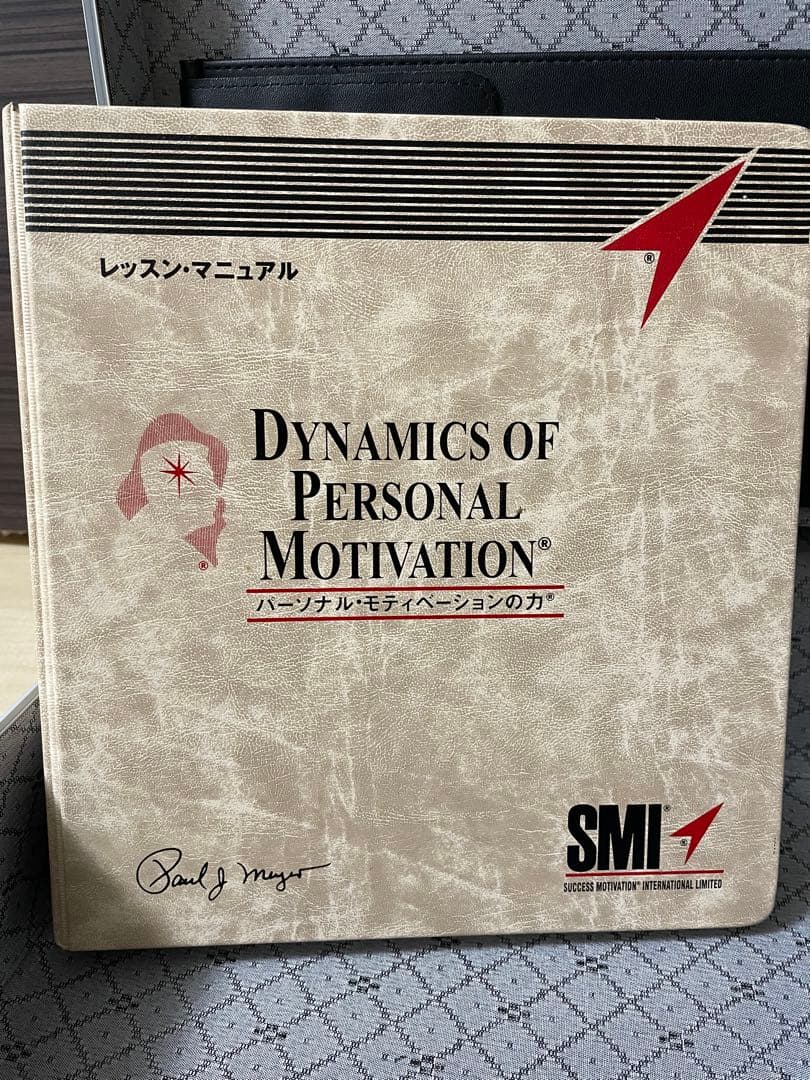 レッスン・マニュアル
®
DYNAMICS OF
PERSONAL
MOTIVATION®
®
パーソナル・モティベーションの力®
Paul J. Meyer
SMI®
®
SUCCESS MOTIVATION® INTERNATIONAL LIMITED